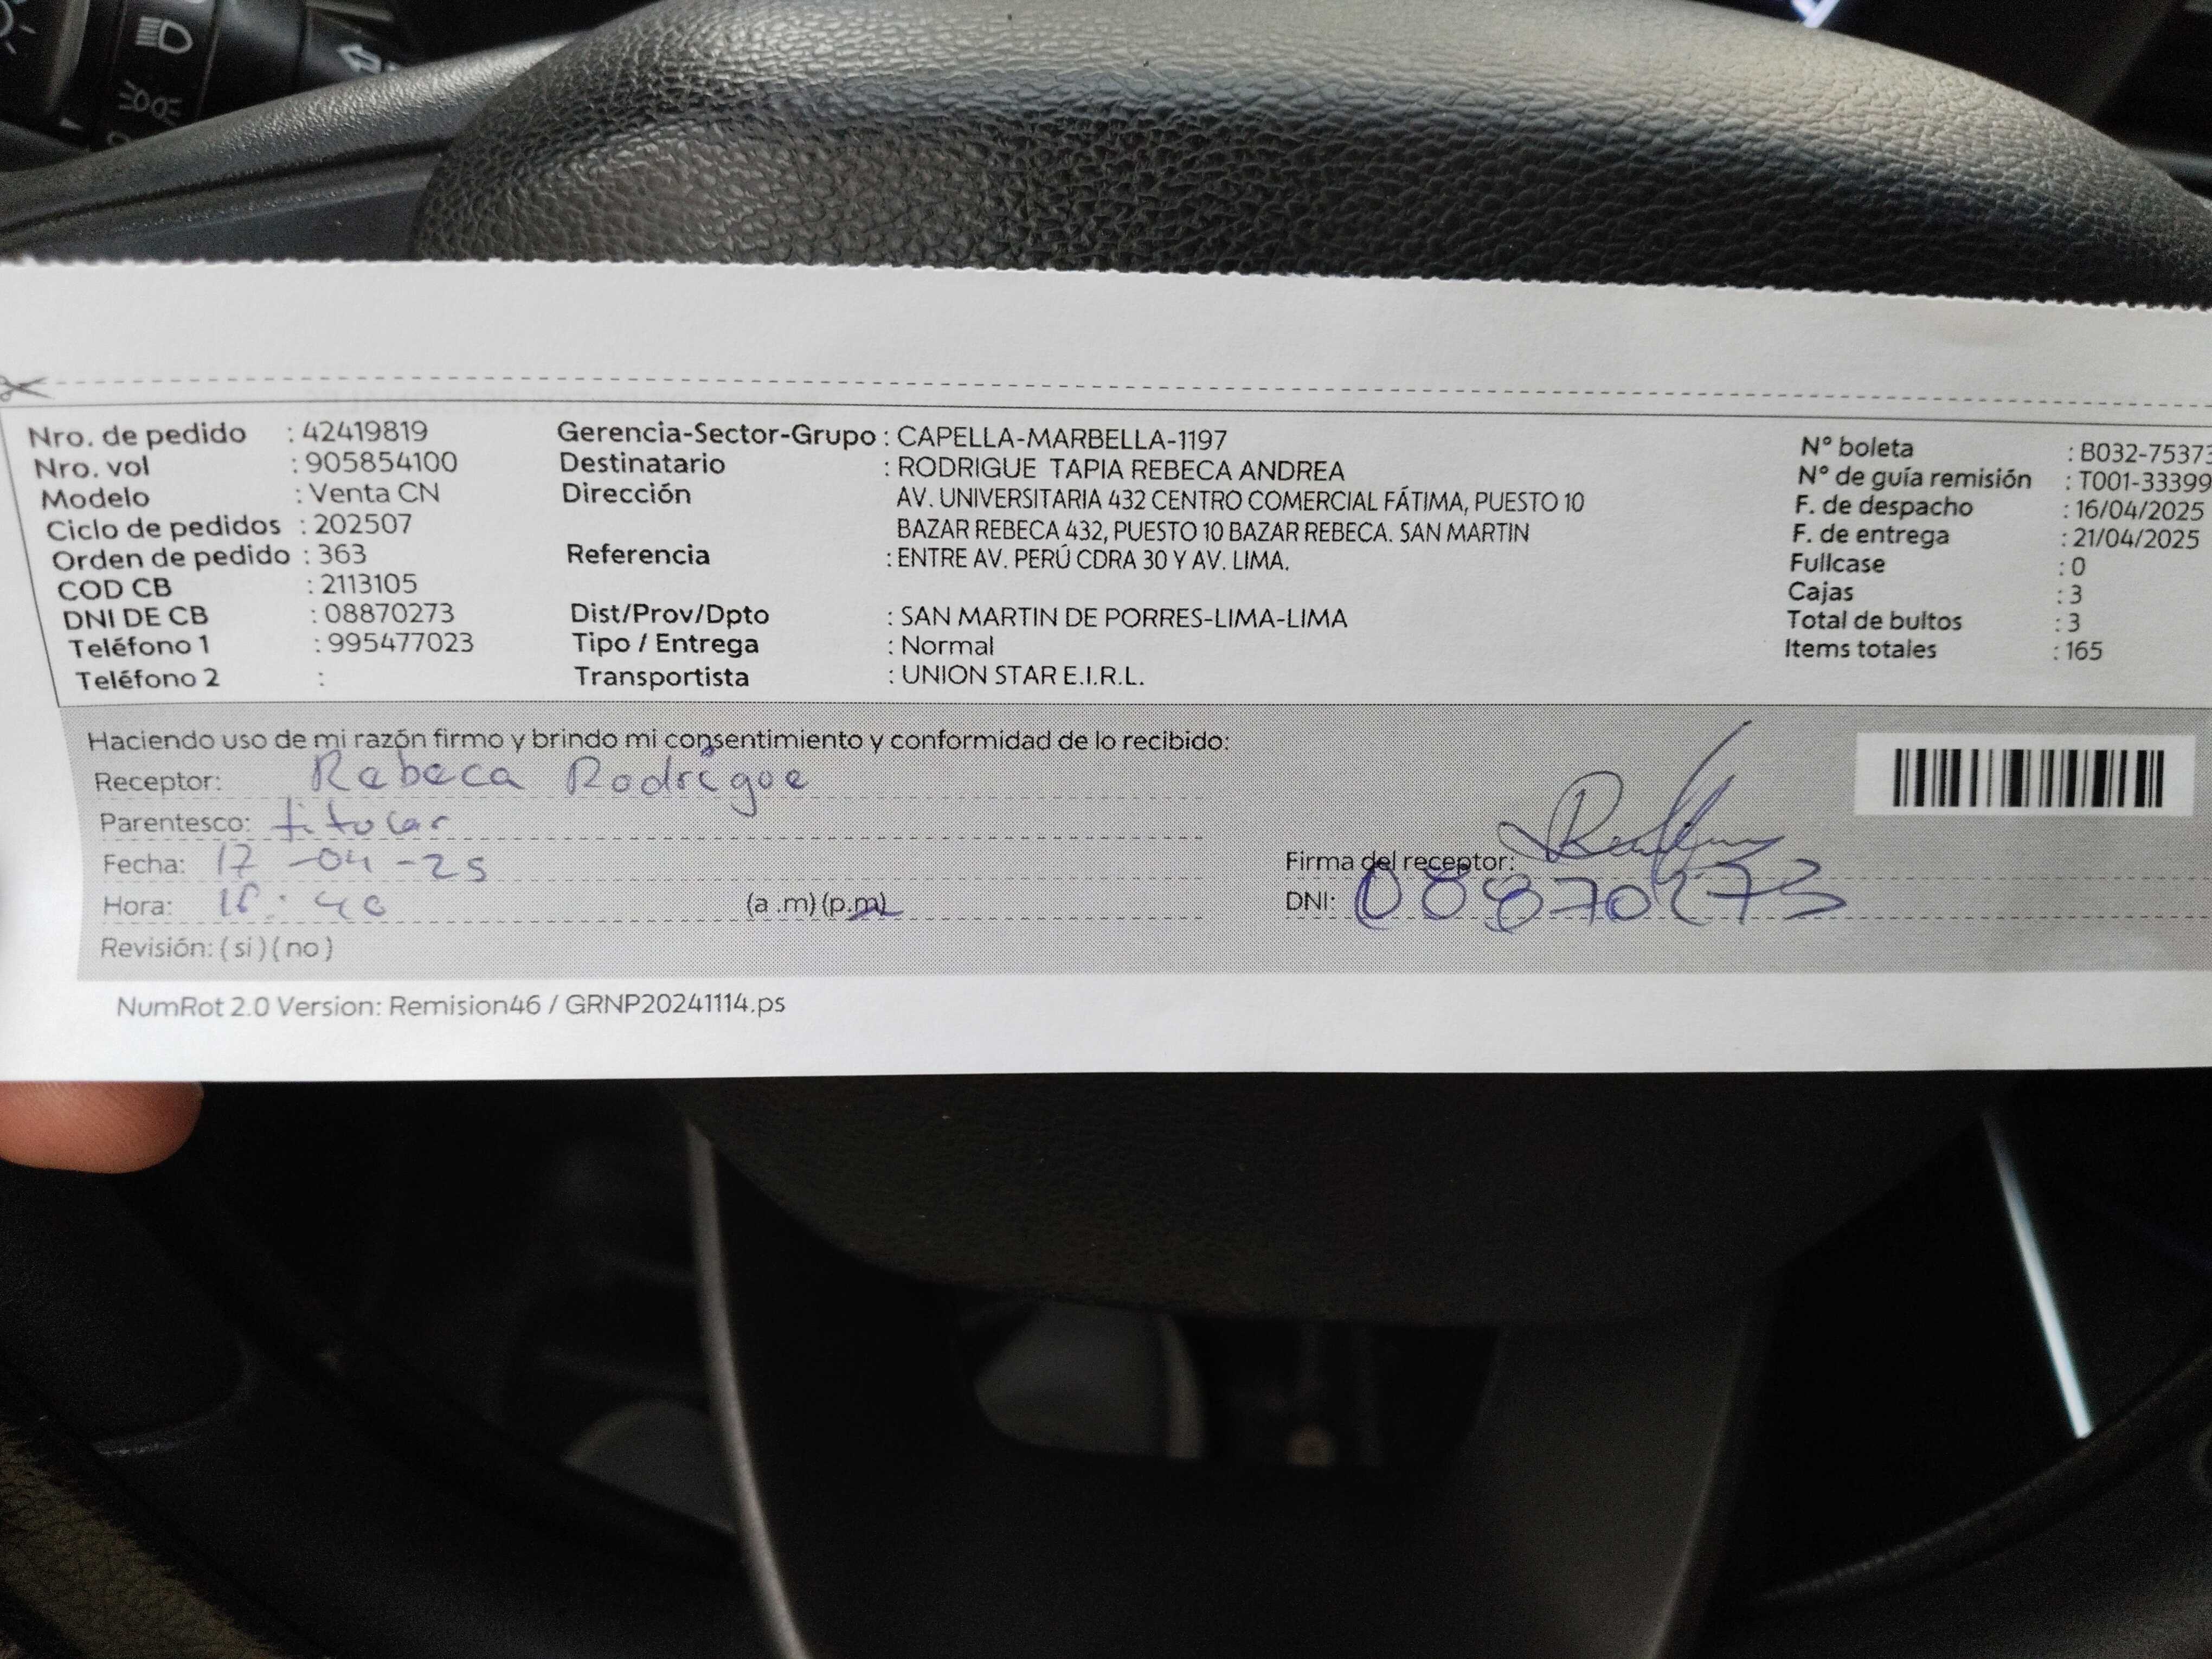 Nro. de pedido : 42419819
Nro. vol : 905854100
Modelo : Venta CN
Ciclo de pedidos : 202507
Orden de pedido : 363
COD CB : 2113105
DNI DE CB : 08870273
Teléfono 1 : 995477023
Teléfono 2 :
Gerencia-Sector-Grupo : CAPELLA-MARBELLA-1197
Destinatario : RODRIGUE TAPIA REBECA ANDREA
Dirección AV. UNIVERSITARIA 432 CENTRO COMERCIAL FÁTIMA, PUESTO 10
BAZAR REBECA 432, PUESTO 10 BAZAR REBECA. SAN MARTIN
Referencia : ENTRE AV. PERÚ CDRA 30 Y AV. LIMA.
Dist/Prov/Dpto : SAN MARTIN DE PORRES-LIMA-LIMA
Tipo / Entrega : Normal
Transportista : UNION STAR E.I.R.L.
N° boleta : B032-75373
N° de guía remisión : T001-33399
F. de despacho : 16/04/2025
F. de entrega : 21/04/2025
Fullcase : 0
Cajas : 3
Total de bultos : 3
Items totales : 165
Haciendo uso de mi razón firmo y brindo mi consentimiento y conformidad de lo recibido:
Receptor: Rebeca Rodrigue
Parentesco: titular
Fecha: 17-04-25
Hora: (a .m) (p.m)
Revisión: ( si ) ( no )
Firma del receptor:
DNI: 08870273
NumRot 2.0 Version: Remision46 / GRNP20241114.ps